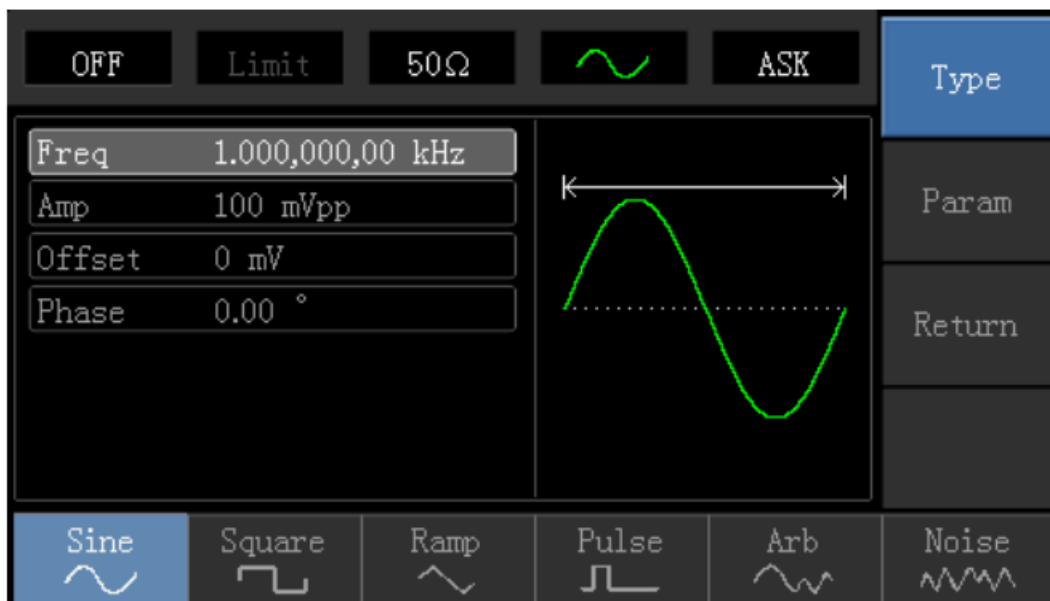 OFF Limit 50Ω ASK
Type
Freq 1.000,000,00 kHz
Amp 100 mVpp
Offset 0 mV
Phase 0.00 °
Param
Return
Sine Square Ramp Pulse Arb Noise